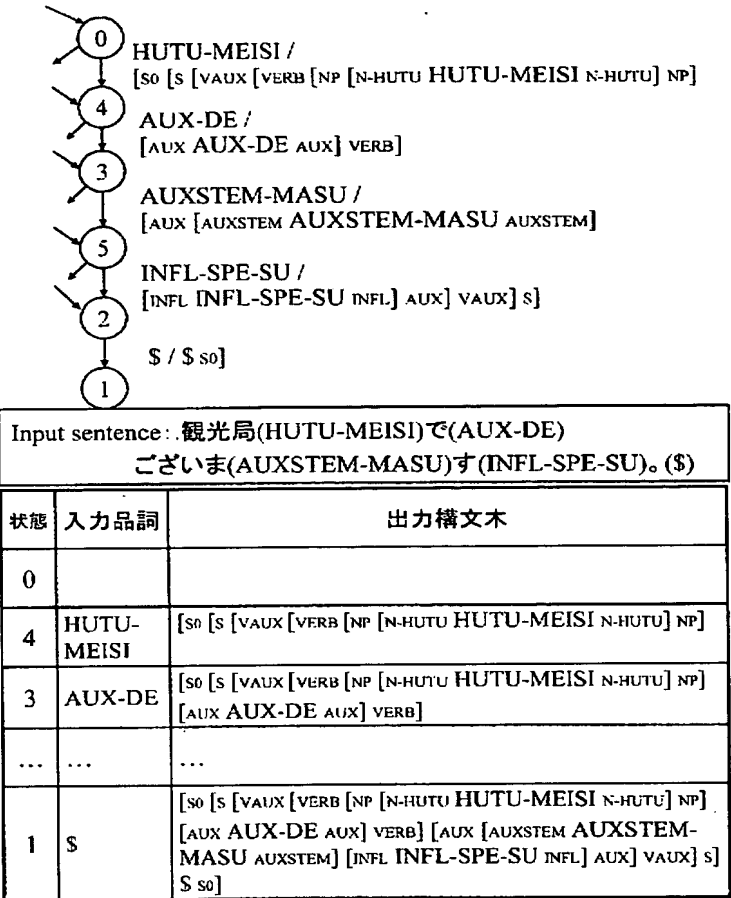 0
HUTU-MEISI /
[S0 [S [VAUX [VERB [NP [N-HUTU HUTU-MEISI N-HUTU] NP]
4
AUX-DE /
[AUX AUX-DE AUX] VERB]
3
AUXSTEM-MASU /
[AUX [AUXSTEM AUXSTEM-MASU AUXSTEM]
5
INFL-SPE-SU /
[INFL INFL-SPE-SU INFL] AUX] VAUX] S]
2
$ / $ S0]
1
Input sentence:.観光局(HUTU-MEISI)で(AUX-DE)
ございま(AUXSTEM-MASU)す(INFL-SPE-SU)。($)
状態 入力品詞 出力構文木
0
4 HUTU-MEISI [S0 [S [VAUX [VERB [NP [N-HUTU HUTU-MEISI N-HUTU] NP]
3 AUX-DE [S0 [S [VAUX [VERB [NP [N-HUTU HUTU-MEISI N-HUTU] NP]
[AUX AUX-DE AUX] VERB]
... ... ...
1 $ [S0 [S [VAUX [VERB [NP [N-HUTU HUTU-MEISI N-HUTU] NP]
[AUX AUX-DE AUX] VERB] [AUX [AUXSTEM AUXSTEM-
MASU AUXSTEM] [INFL INFL-SPE-SU INFL] AUX] VAUX] S]
$ S0]